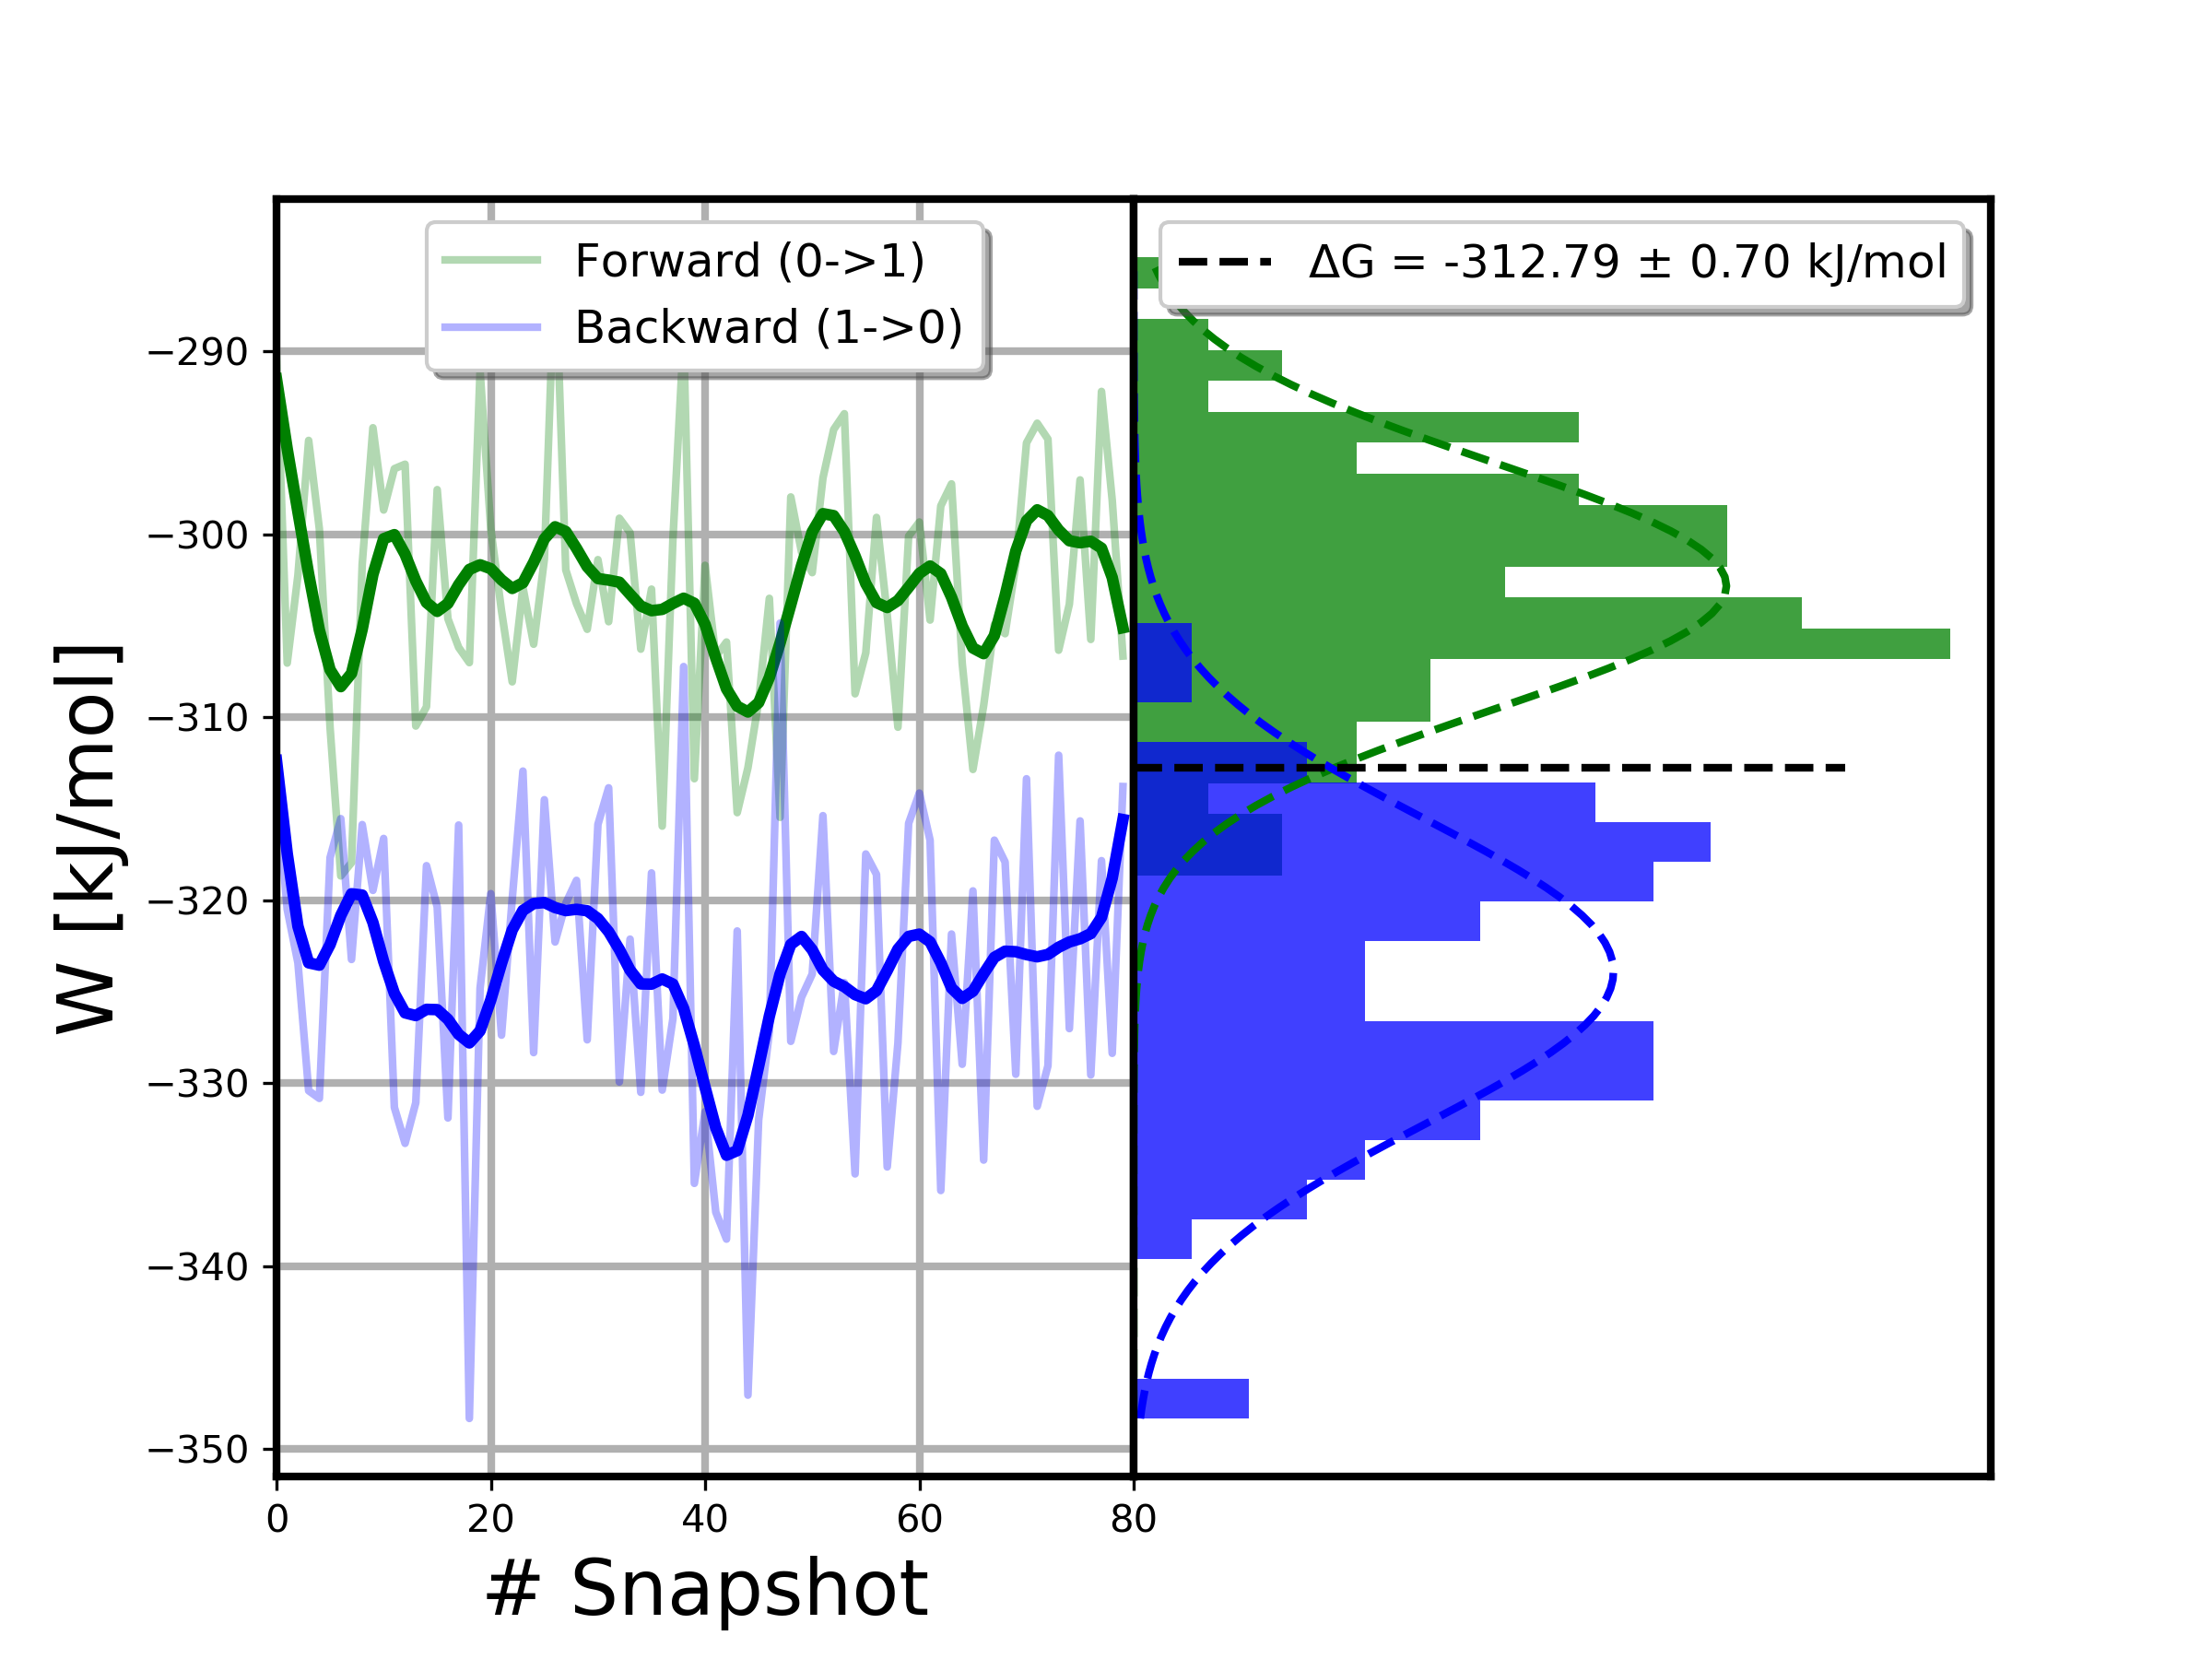 Forward (0->1)
Backward (1->0)
ΔG = -312.79 ± 0.70 kJ/mol
W [kJ/mol]
−290
−300
−310
−320
−330
−340
−350
0 20 40 60 80
# Snapshot